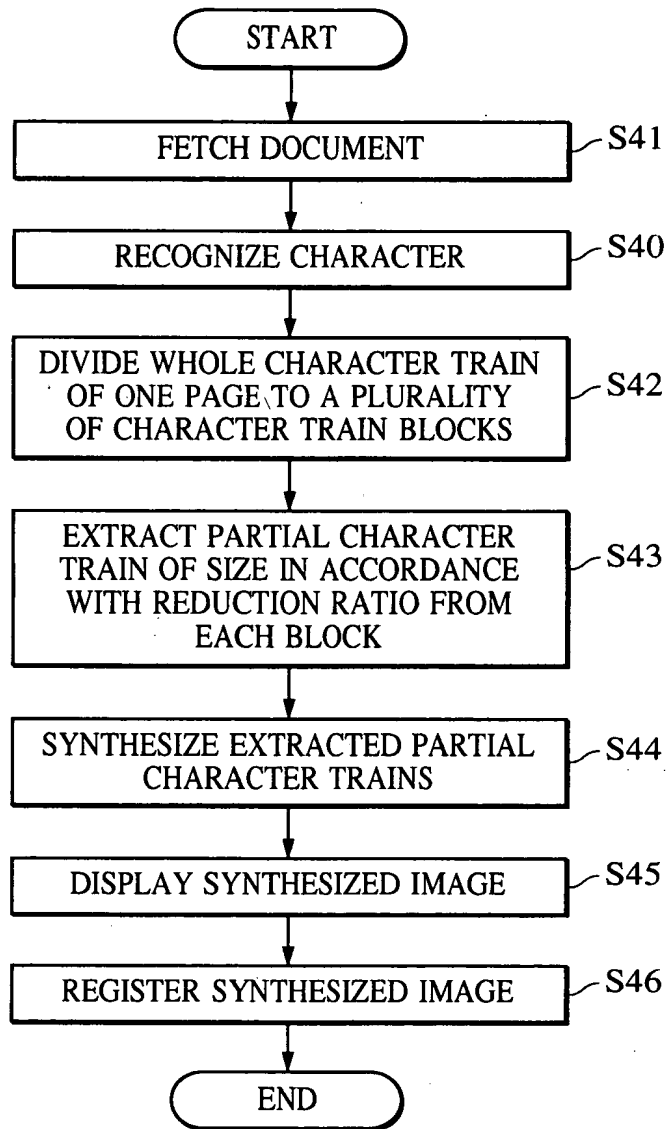 START
FETCH DOCUMENT
S41
RECOGNIZE CHARACTER
S40
DIVIDE WHOLE CHARACTER TRAIN
OF ONE PAGE TO A PLURALITY
OF CHARACTER TRAIN BLOCKS
S42
EXTRACT PARTIAL CHARACTER
TRAIN OF SIZE IN ACCORDANCE
WITH REDUCTION RATIO FROM
EACH BLOCK
S43
SYNTHESIZE EXTRACTED PARTIAL
CHARACTER TRAINS
S44
DISPLAY SYNTHESIZED IMAGE
S45
REGISTER SYNTHESIZED IMAGE
S46
END